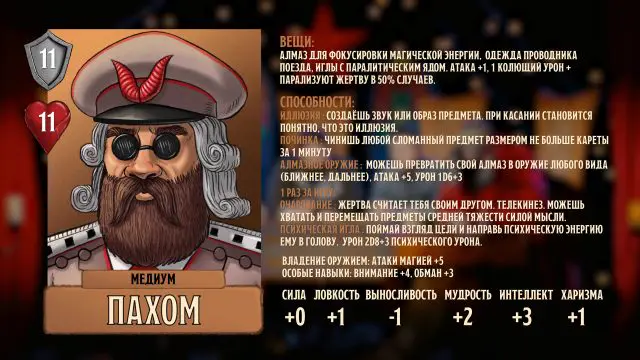 11
11
МЕДИУМ
ПАХОМ
ВЕЩИ:
АЛМАЗ ДЛЯ ФОКУСИРОВКИ МАГИЧЕСКОЙ ЭНЕРГИИ, ОДЕЖДА ПРОВОДНИКА
ПОЕЗДА, ИГЛЫ С ПАРАЛИТИЧЕСКИМ ЯДОМ. АТАКА +1, 1 КОЛЮЩИЙ УРОН +
ПАРАЛИЗУЮТ ЖЕРТВУ В 50% СЛУЧАЕВ.
СПОСОБНОСТИ:
ИЛЛЮЗИЯ: СОЗДАЁШЬ ЗВУК ИЛИ ОБРАЗ ПРЕДМЕТА. ПРИ КАСАНИИ СТАНОВИТСЯ
ПОНЯТНО, ЧТО ЭТО ИЛЛЮЗИЯ.
ПОЧИНКА: ЧИНИШЬ ЛЮБОЙ СЛОМАННЫЙ ПРЕДМЕТ РАЗМЕРОМ НЕ БОЛЬШЕ КАРЕТЫ
ЗА 1 МИНУТУ
АЛМАЗНОЕ ОРУЖИЕ: МОЖЕШЬ ПРЕВРАТИТЬ СВОЙ АЛМАЗ В ОРУЖИЕ ЛЮБОГО ВИДА
(БЛИЖНЕЕ, ДАЛЬНЕЕ), АТАКА +5, УРОН 1D6+3
1 РАЗ ЗА ИГРУ:
ОЧАРОВАНИЕ: ЖЕРТВА СЧИТАЕТ ТЕБЯ СВОИМ ДРУГОМ. ТЕЛЕКИНЕЗ. МОЖЕШЬ
ХВАТАТЬ И ПЕРЕМЕЩАТЬ ПРЕДМЕТЫ СРЕДНЕЙ ТЯЖЕСТИ СИЛОЙ МЫСЛИ.
ПСИХИЧЕСКАЯ ИГЛА: ПОЙМАЙ ВЗГЛЯД ЦЕЛИ И НАПРАВЬ ПСИХИЧЕСКУЮ ЭНЕРГИЮ
ЕМУ В ГОЛОВУ. УРОН 2D8+3 ПСИХИЧЕСКОГО УРОНА.
ВЛАДЕНИЕ ОРУЖИЕМ: АТАКИ МАГИЕЙ +5
ОСОБЫЕ НАВЫКИ: ВНИМАНИЕ +4, ОБМАН +3
СИЛА ЛОВКОСТЬ ВЫНОСЛИВОСТЬ МУДРОСТЬ ИНТЕЛЛЕКТ ХАРИЗМА
+0 +1 -1 +2 +3 +1